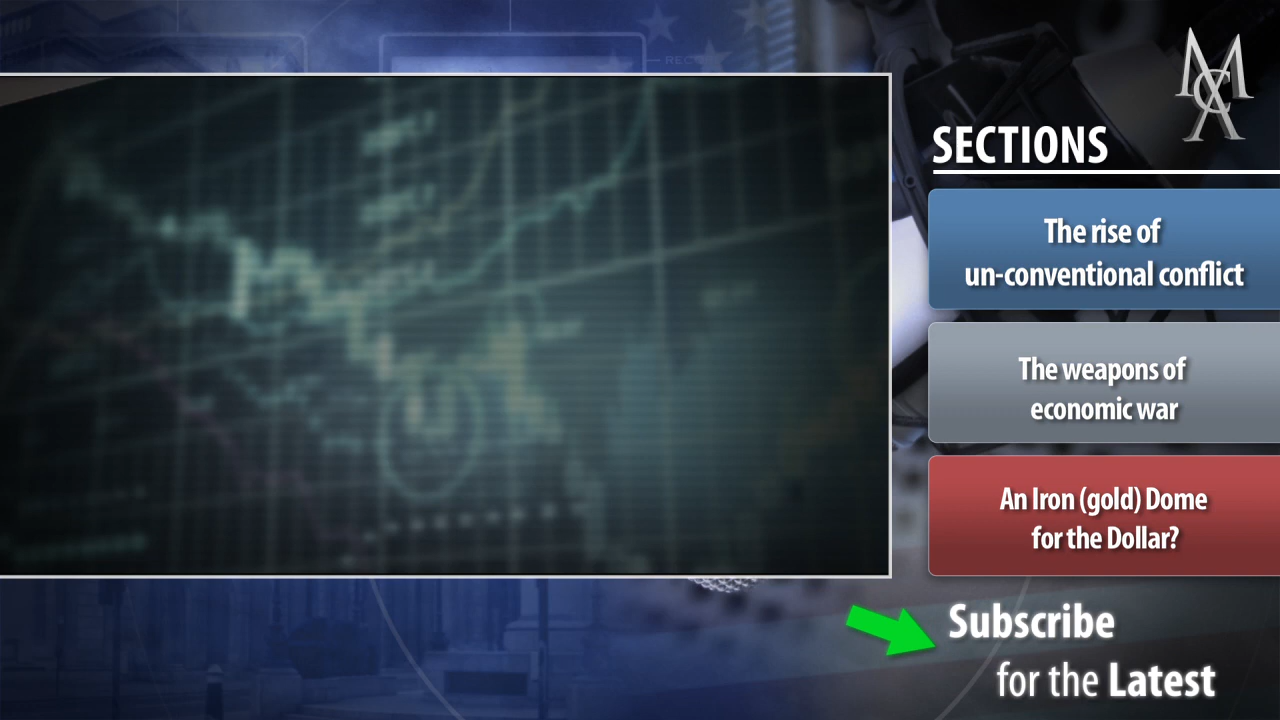 SECTIONS
The rise of
un-conventional conflict
The weapons of
economic war
An Iron (gold) Dome
for the Dollar?
Subscribe
for the Latest